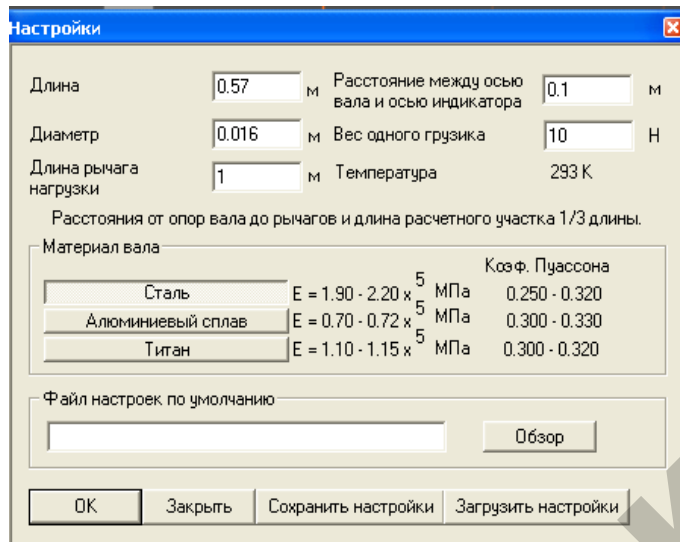 Настройки
Длина 0.57 м Расстояние между осью вала и осью индикатора 0.1 м
Диаметр 0.016 м Вес одного грузика 10 Н
Длина рычага нагрузки 1 м Температура 293 K
Расстояния от опор вала до рычагов и длина расчетного участка 1/3 длины.
Материал вала
Коэф. Пуассона
Сталь E = 1.90 - 2.20 x 5 МПа 0.250 - 0.320
Алюминиевый сплав E = 0.70 - 0.72 x 5 МПа 0.300 - 0.330
Титан E = 1.10 - 1.15 x 5 МПа 0.300 - 0.320
Файл настроек по умолчанию
Обзор
OK Закрыть Сохранить настройки Загрузить настройки